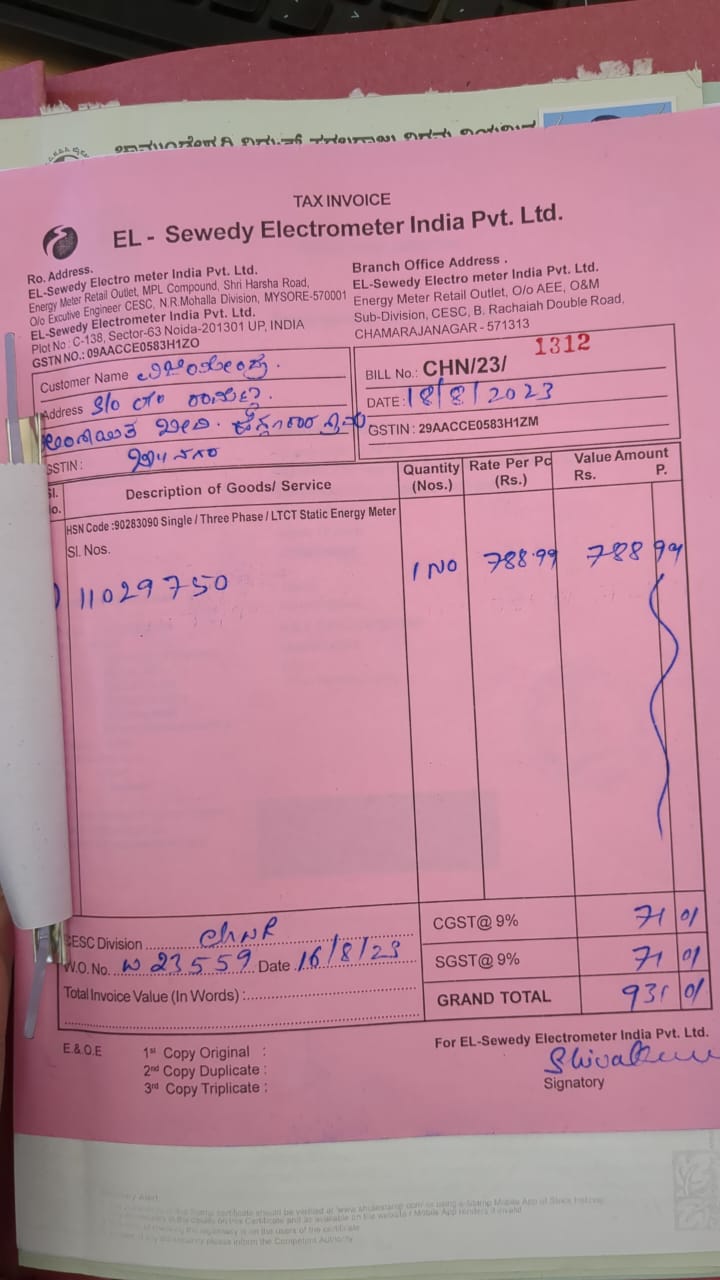 TAX INVOICE
EL - Sewedy Electrometer India Pvt. Ltd.
Ro. Address.
EL-Sewedy Electro meter India Pvt. Ltd.
Energy Meter Retail Outlet, MPL Compound, Shri Harsha Road,
O/o Excutive Engineer CESC, N.R.Mohalla Division, MYSORE-570001
EL-Sewedy Electrometer India Pvt. Ltd.
Plot No : C-138, Sector-63 Noida-201301 UP, INDIA
GSTN NO.: 09AACCE0583H1ZO
Branch Office Address .
EL-Sewedy Electro meter India Pvt. Ltd.
Energy Meter Retail Outlet, O/o AEE, O&M
Sub-Division, CESC, B. Rachaiah Double Road,
CHAMARAJANAGAR - 571313
Customer Name
Address S/o
GSTIN :
BILL No.: CHN/23/ 1312
DATE : 18/8/2023
GSTIN : 29AACCE0583H1ZM
Sl. No. Description of Goods/ Service Quantity (Nos.) Rate Per Pc (Rs.) Value Amount Rs. P.
HSN Code :90283090 Single / Three Phase / LTCT Static Energy Meter
Sl. Nos.
11029750 1 NO 788.99 788 99
CGST@ 9% 71 01
SGST@ 9% 71 01
GRAND TOTAL 931 01
CESC Division ChNR
W.O. No. W 23559 Date 16/8/23
Total Invoice Value (In Words) :
E.&.O.E
1st Copy Original :
2nd Copy Duplicate :
3rd Copy Triplicate :
For EL-Sewedy Electrometer India Pvt. Ltd.
Signatory